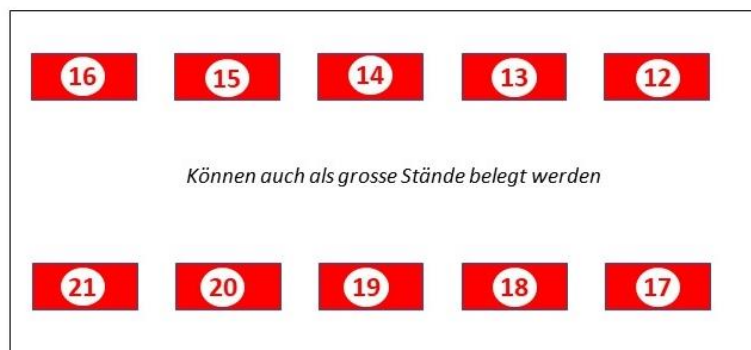 16 15 14 13 12
Können auch als grosse Stände belegt werden
21 20 19 18 17